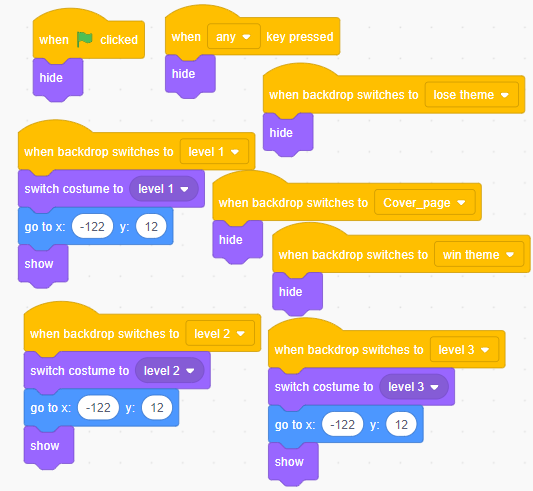 when clicked
hide
when any key pressed
hide
when backdrop switches to lose theme
hide
when backdrop switches to level 1
switch costume to level 1
go to x: -122 y: 12
show
when backdrop switches to Cover_page
hide
when backdrop switches to win theme
hide
when backdrop switches to level 2
switch costume to level 2
go to x: -122 y: 12
show
when backdrop switches to level 3
switch costume to level 3
go to x: -122 y: 12
show